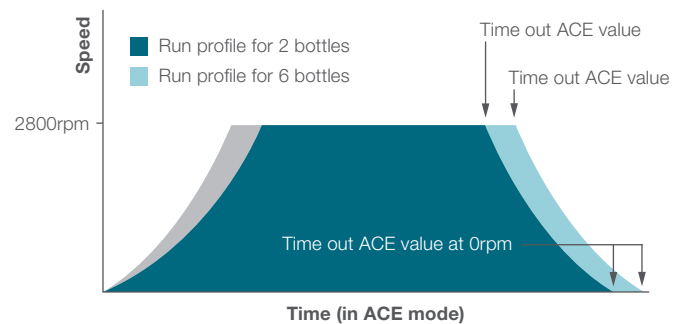 Speed
Time out ACE value
Run profile for 2 bottles
Run profile for 6 bottles
Time out ACE value
2800rpm
Time out ACE value at 0rpm
Time (in ACE mode)